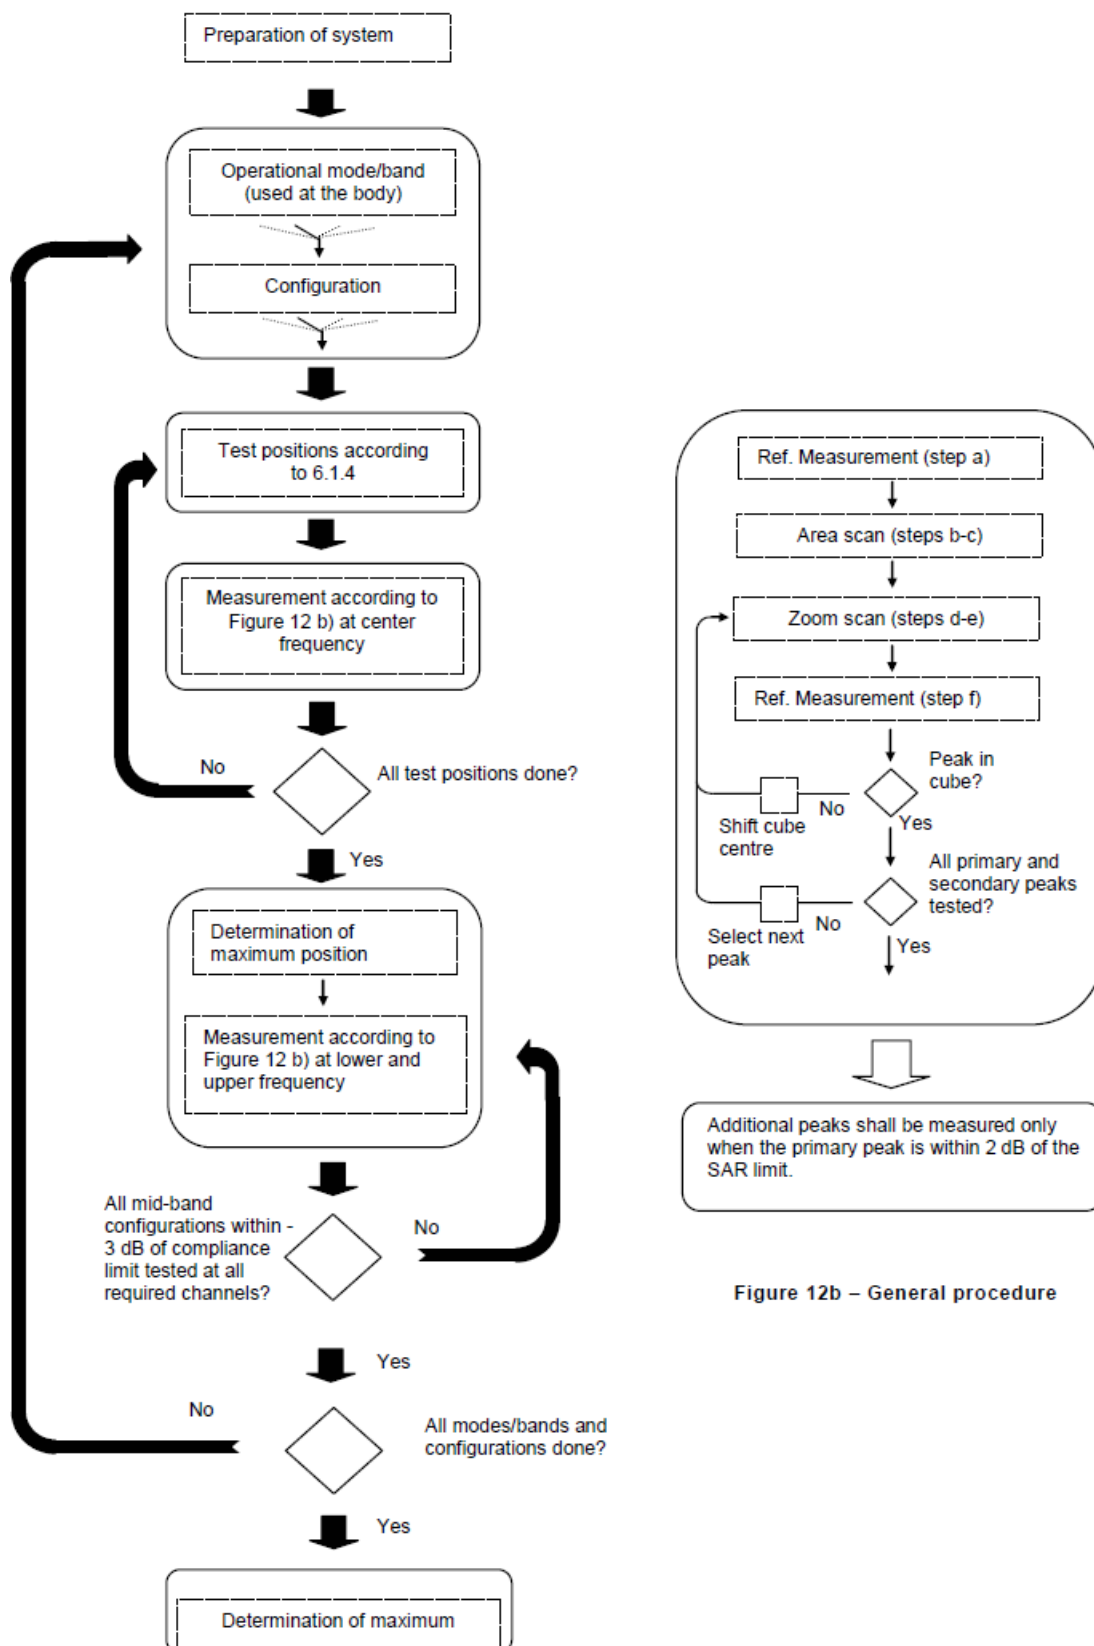 Preparation of system
Operational mode/band
(used at the body)
Configuration
Test positions according
to 6.1.4
Measurement according to
Figure 12 b) at center
frequency
No
All test positions done?
Yes
Determination of
maximum position
Measurement according to
Figure 12 b) at lower and
upper frequency
All mid-band
configurations within -
3 dB of compliance
limit tested at all
required channels?
No
Yes
No
All modes/bands and
configurations done?
Yes
Determination of maximum
Ref. Measurement (step a)
Area scan (steps b-c)
Zoom scan (steps d-e)
Ref. Measurement (step f)
Peak in
cube?
No
Yes
Shift cube
centre
All primary and
secondary peaks
tested?
No
Yes
Select next
peak
Additional peaks shall be measured only
when the primary peak is within 2 dB of the
SAR limit.
Figure 12b – General procedure